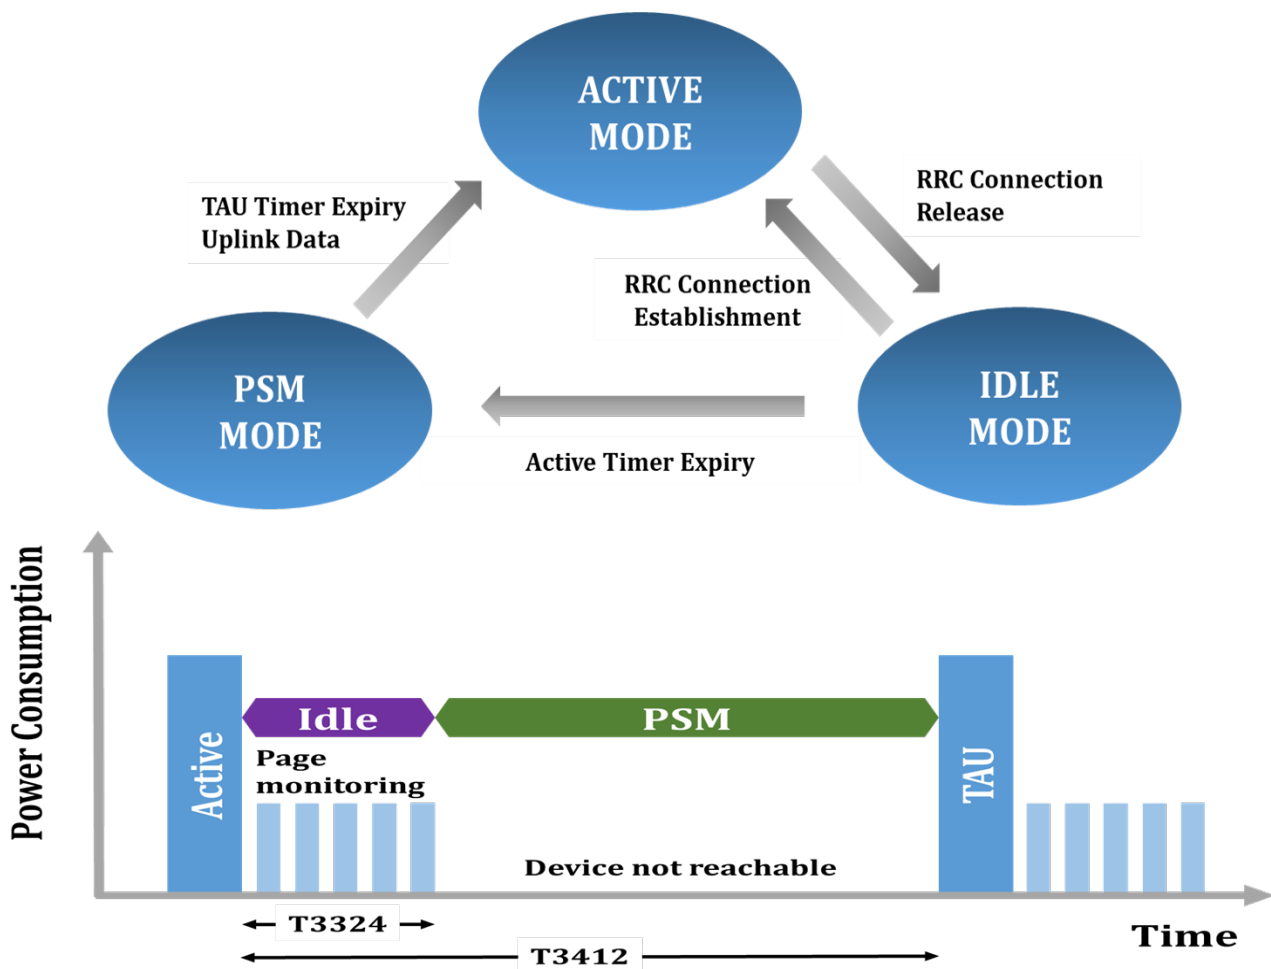 ACTIVE
MODE
TAU Timer Expiry
Uplink Data
RRC Connection
Release
RRC Connection
Establishment
PSM
MODE
IDLE
MODE
Active Timer Expiry
Power Consumption
Active
Idle
PSM
Page
monitoring
TAU
Device not reachable
T3324
T3412
Time